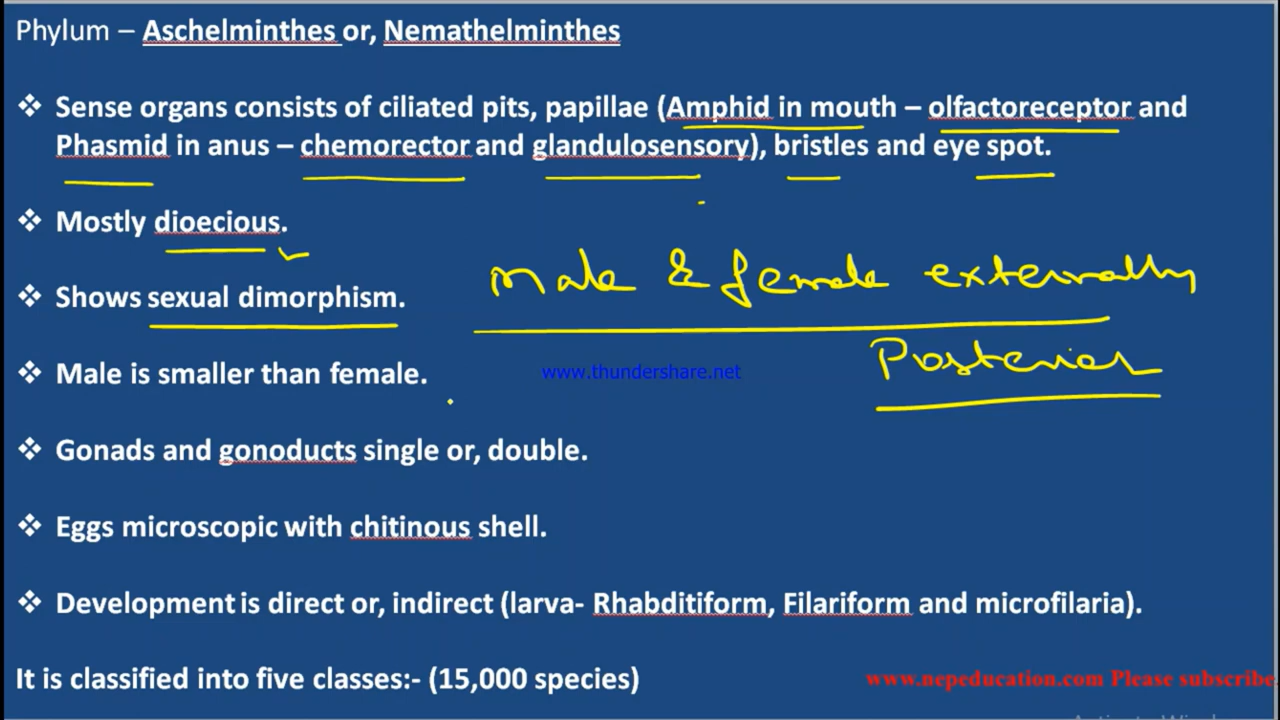 Phylum – Aschelminthes or, Nemathelminthes
❖ Sense organs consists of ciliated pits, papillae (Amphid in mouth – olfactoreceptor and
Phasmid in anus – chemorector and glandulosensory), bristles and eye spot.
❖ Mostly dioecious.
Male & female externally
❖ Shows sexual dimorphism.
Posterior
❖ Male is smaller than female.
www.thundershare.net
❖ Gonads and gonoducts single or, double.
❖ Eggs microscopic with chitinous shell.
❖ Development is direct or, indirect (larva- Rhabditiform, Filariform and microfilaria).
It is classified into five classes:- (15,000 species)
www.nepeducation.com Please subscribe